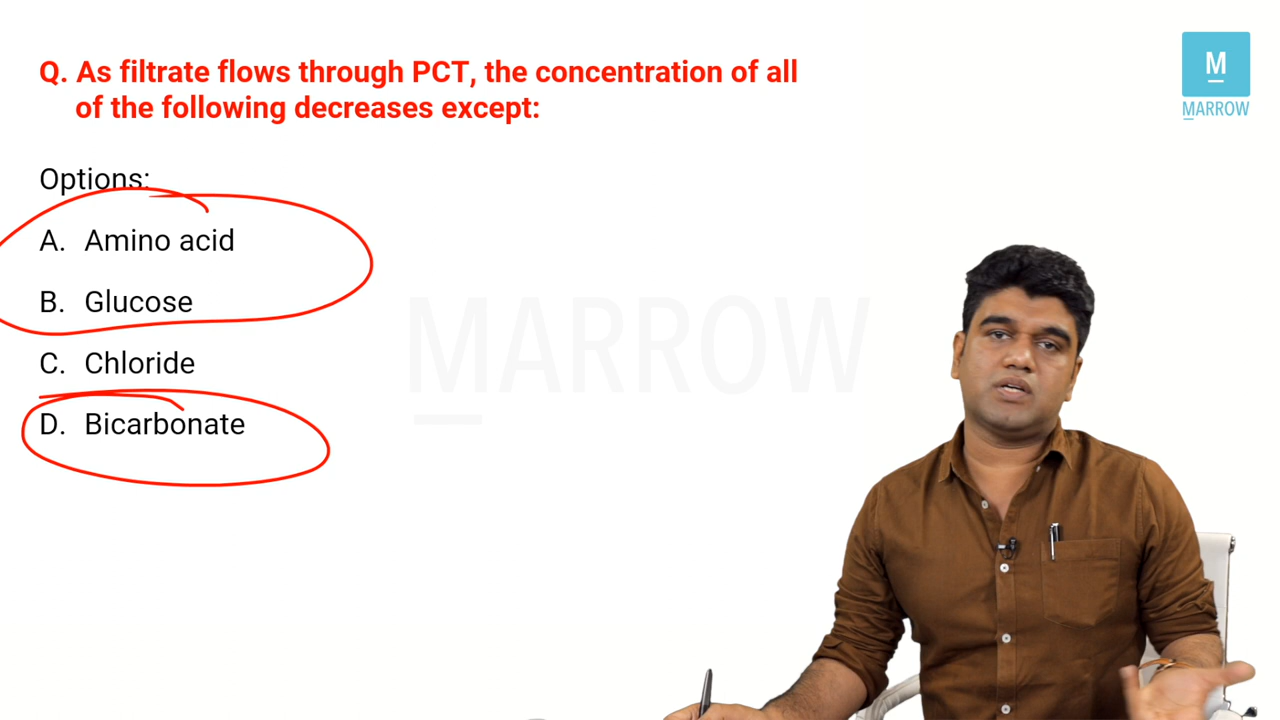 Q. As filtrate flows through PCT, the concentration of all
of the following decreases except:
M
MARROW
Options:
A. Amino acid
B. Glucose
C. Chloride
D. Bicarbonate
MARROW